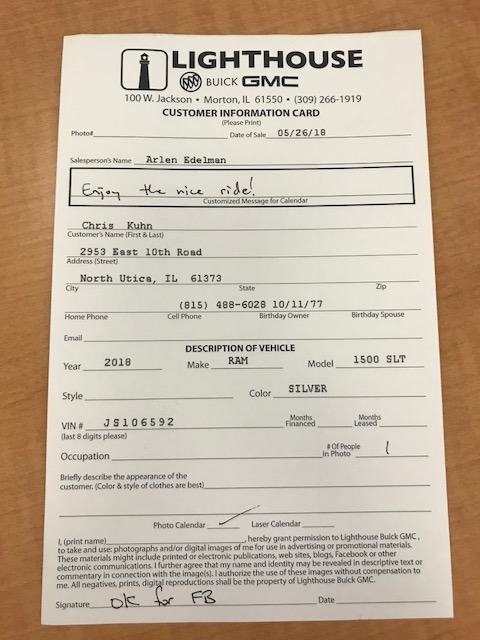 LIGHTHOUSE
BUICK GMC
100 W. Jackson • Morton, IL 61550 • (309) 266-1919
CUSTOMER INFORMATION CARD
(Please Print)
Photo# Date of Sale 05/26/18
Salesperson's Name Arlen Edelman
Enjoy the nice ride!
Customized Message for Calendar
Chris Kuhn
Customer's Name (First & Last)
2953 East 10th Road
Address (Street)
North Utica, IL 61373
City State Zip
(815) 488-6028 10/11/77
Home Phone Cell Phone Birthday Owner Birthday Spouse
Email
DESCRIPTION OF VEHICLE
Year 2018 Make RAM Model 1500 SLT
Style Color SILVER
VIN # JS106592 Months Financed Months Leased
(last 8 digits please)
Occupation # Of People in Photo 1
Briefly describe the appearance of the
customer. (Color & style of clothes are best)
Photo Calendar ✓ Laser Calendar
I, (print name) , hereby grant permission to Lighthouse Buick GMC ,
to take and use: photographs and/or digital images of me for use in advertising or promotional materials.
These materials might include printed or electronic publications, web sites, blogs, Facebook or other
electronic communications. I further agree that my name and identity may be revealed in descriptive text or
commentary in connection with the image(s). I authorize the use of these images without compensation to
me. All negatives, prints, digital reproductions shall be the property of Lighthouse Buick GMC.
Signature OK for FB Date